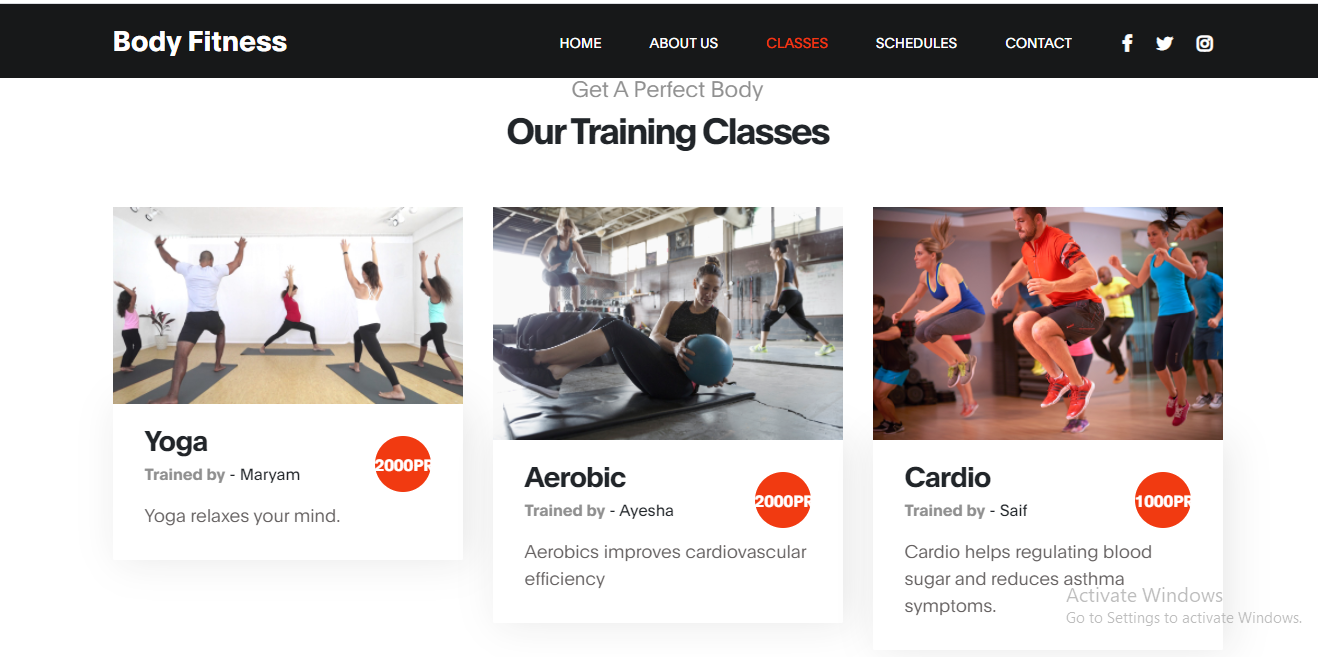 Body Fitness
HOME ABOUT US CLASSES SCHEDULES CONTACT
Get A Perfect Body
Our Training Classes
Yoga
Trained by - Maryam
2000PR
Yoga relaxes your mind.
Aerobic
Trained by - Ayesha
2000PR
Aerobics improves cardiovascular
efficiency
Cardio
Trained by - Saif
1000PR
Cardio helps regulating blood
sugar and reduces asthma
symptoms.
Activate Windows
Go to Settings to activate Windows.